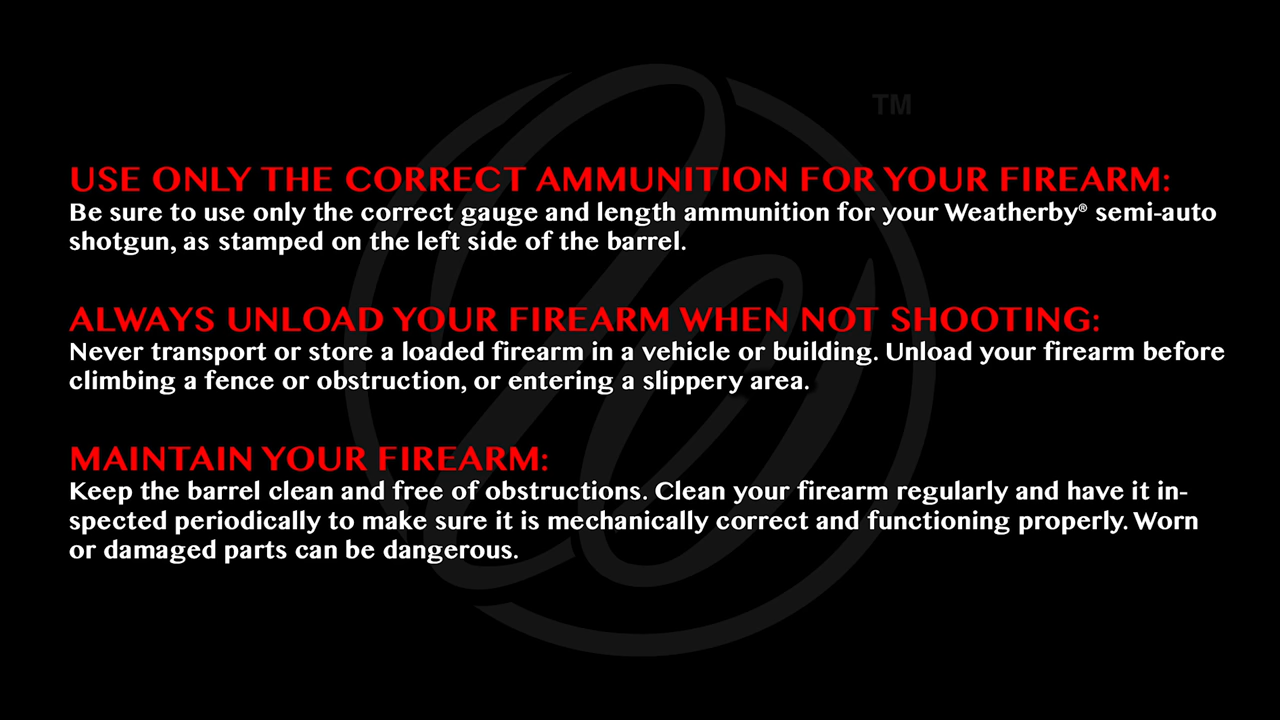 TM
USE ONLY THE CORRECT AMMUNITION FOR YOUR FIREARM:
Be sure to use only the correct gauge and length ammunition for your Weatherby® semi-auto
shotgun, as stamped on the left side of the barrel.
ALWAYS UNLOAD YOUR FIREARM WHEN NOT SHOOTING:
Never transport or store a loaded firearm in a vehicle or building. Unload your firearm before
climbing a fence or obstruction, or entering a slippery area.
MAINTAIN YOUR FIREARM:
Keep the barrel clean and free of obstructions. Clean your firearm regularly and have it in-
spected periodically to make sure it is mechanically correct and functioning properly. Worn
or damaged parts can be dangerous.